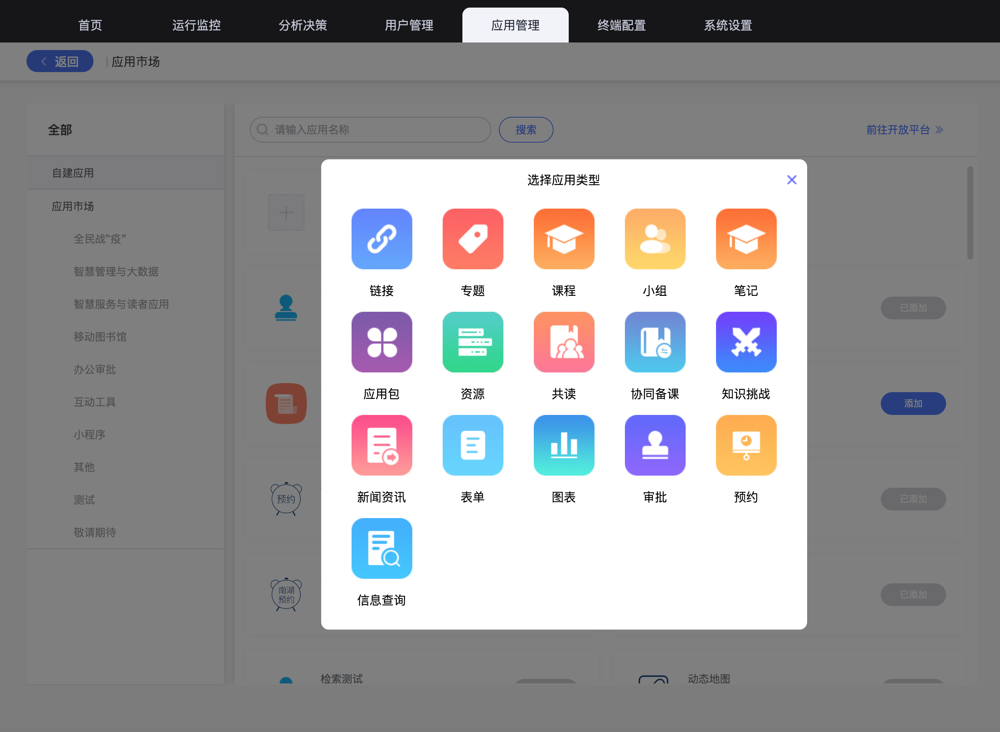 首页 运行监控 分析决策 用户管理 应用管理 终端配置 系统设置
返回 应用市场
全部
请输入应用名称 搜索 前往开放平台
自建应用
应用市场
全民战“疫”
智慧管理与大数据
智慧服务与读者应用
移动图书馆
办公审批
互动工具
小程序
其他
测试
敬请期待
选择应用类型
链接 专题 课程 小组 笔记
应用包 资源 共读 协同备课 知识挑战
新闻资讯 表单 图表 审批 预约
信息查询
已添加
添加
预约
已添加
南湖
预约
已添加
检索测试 动态地图